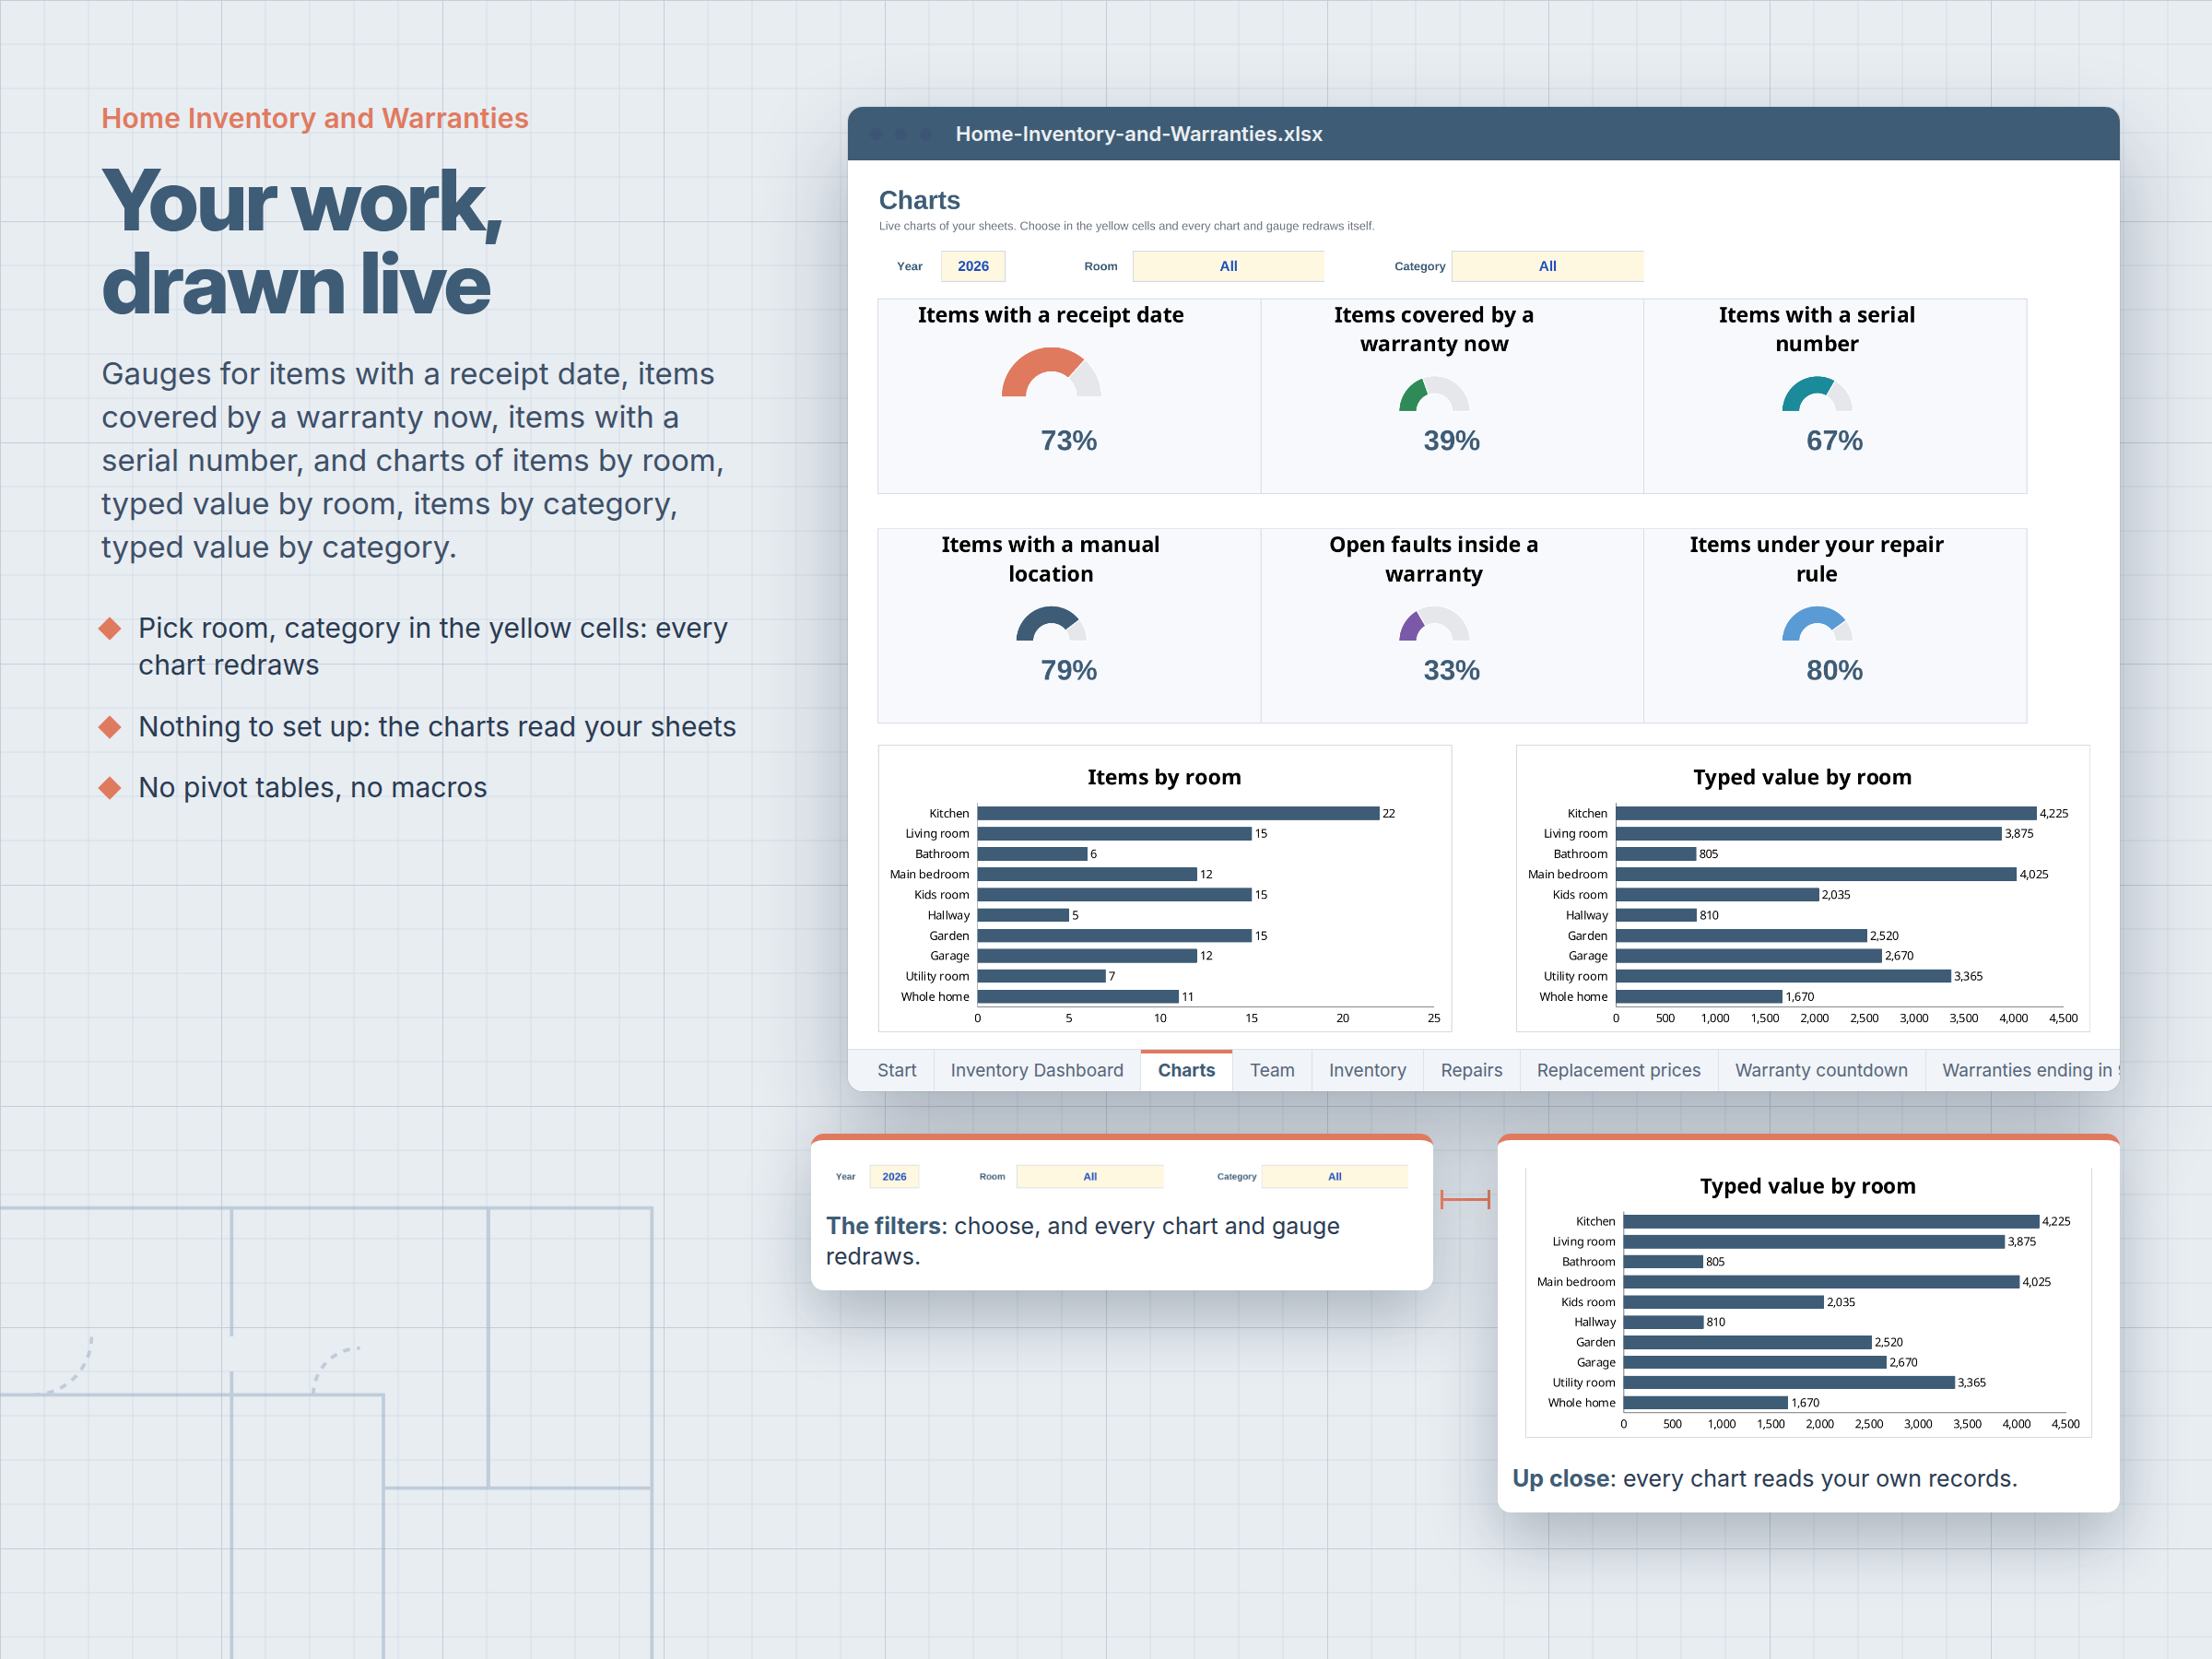 Home Inventory and Warranties
Your work,
drawn live
Gauges for items with a receipt date, items
covered by a warranty now, items with a
serial number, and charts of items by room,
typed value by room, items by category,
typed value by category.
Pick room, category in the yellow cells: every
chart redraws
Nothing to set up: the charts read your sheets
No pivot tables, no macros
Home-Inventory-and-Warranties.xlsx
Charts
Live charts of your sheets. Choose in the yellow cells and every chart and gauge redraws itself.
Year 2026 Room All Category All
Items with a receipt date
73%
Items covered by a
warranty now
39%
Items with a serial
number
67%
Items with a manual
location
79%
Open faults inside a
warranty
33%
Items under your repair
rule
80%
Items by room
Kitchen 22
Living room 15
Bathroom 6
Main bedroom 12
Kids room 15
Hallway 5
Garden 15
Garage 12
Utility room 7
Whole home 11
0 5 10 15 20 25
Typed value by room
Kitchen 4,225
Living room 3,875
Bathroom 805
Main bedroom 4,025
Kids room 2,035
Hallway 810
Garden 2,520
Garage 2,670
Utility room 3,365
Whole home 1,670
0 500 1,000 1,500 2,000 2,500 3,000 3,500 4,000 4,500
Start Inventory Dashboard Charts Team Inventory Repairs Replacement prices Warranty countdown Warranties ending in
Year 2026 Room All Category All
The filters: choose, and every chart and gauge
redraws.
Typed value by room
Kitchen 4,225
Living room 3,875
Bathroom 805
Main bedroom 4,025
Kids room 2,035
Hallway 810
Garden 2,520
Garage 2,670
Utility room 3,365
Whole home 1,670
0 500 1,000 1,500 2,000 2,500 3,000 3,500 4,000 4,500
Up close: every chart reads your own records.